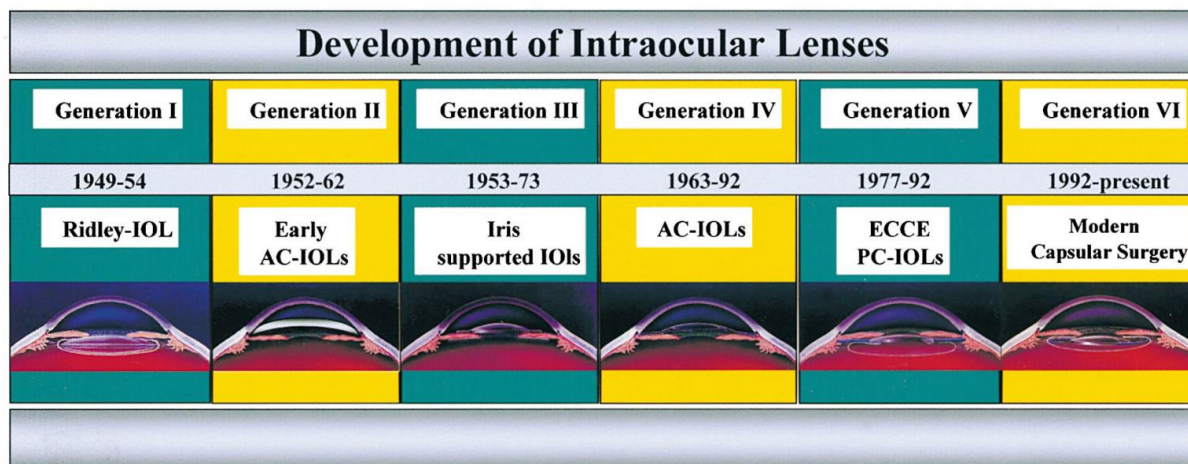 Development of Intraocular Lenses
Generation I
Generation II
Generation III
Generation IV
Generation V
Generation VI
1949-54
1952-62
1953-73
1963-92
1977-92
1992-present
Ridley-IOL
Early
AC-IOLs
Iris
supported IOls
AC-IOLs
ECCE
PC-IOLs
Modern
Capsular Surgery